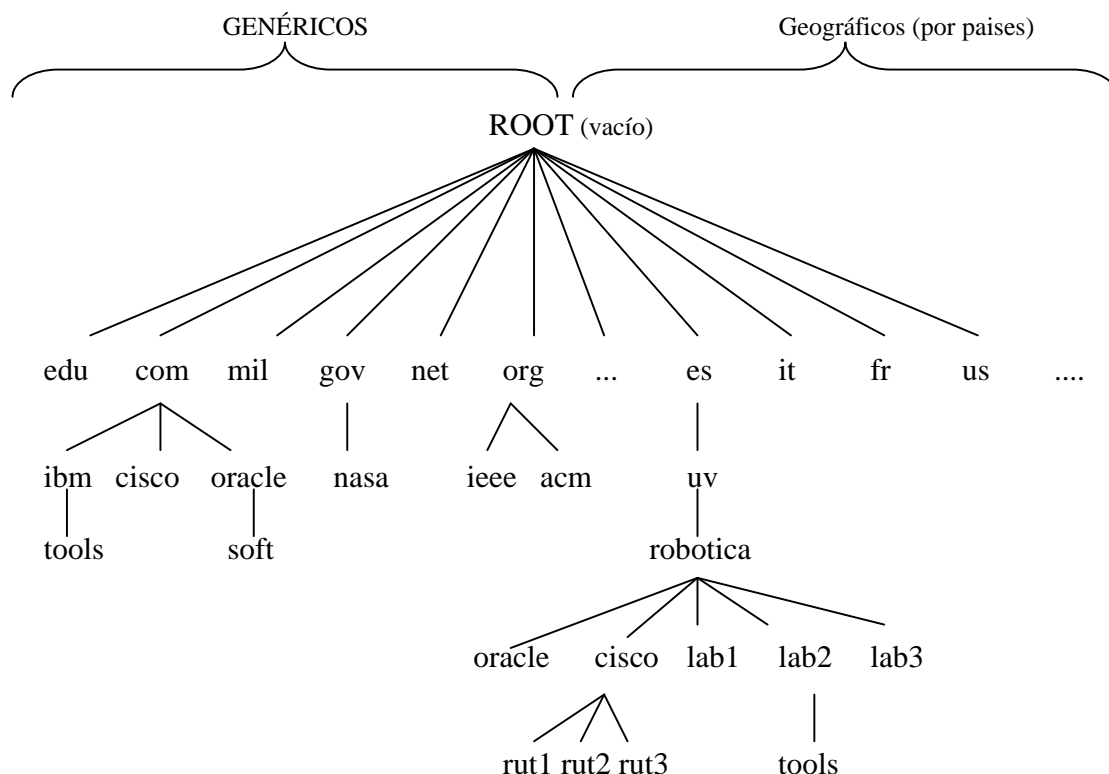 GENÉRICOS Geográficos (por paises)
ROOT (vacío)
edu com mil gov net org ... es it fr us ....
ibm cisco oracle nasa ieee acm uv
tools soft robotica
oracle cisco lab1 lab2 lab3
rut1 rut2 rut3 tools